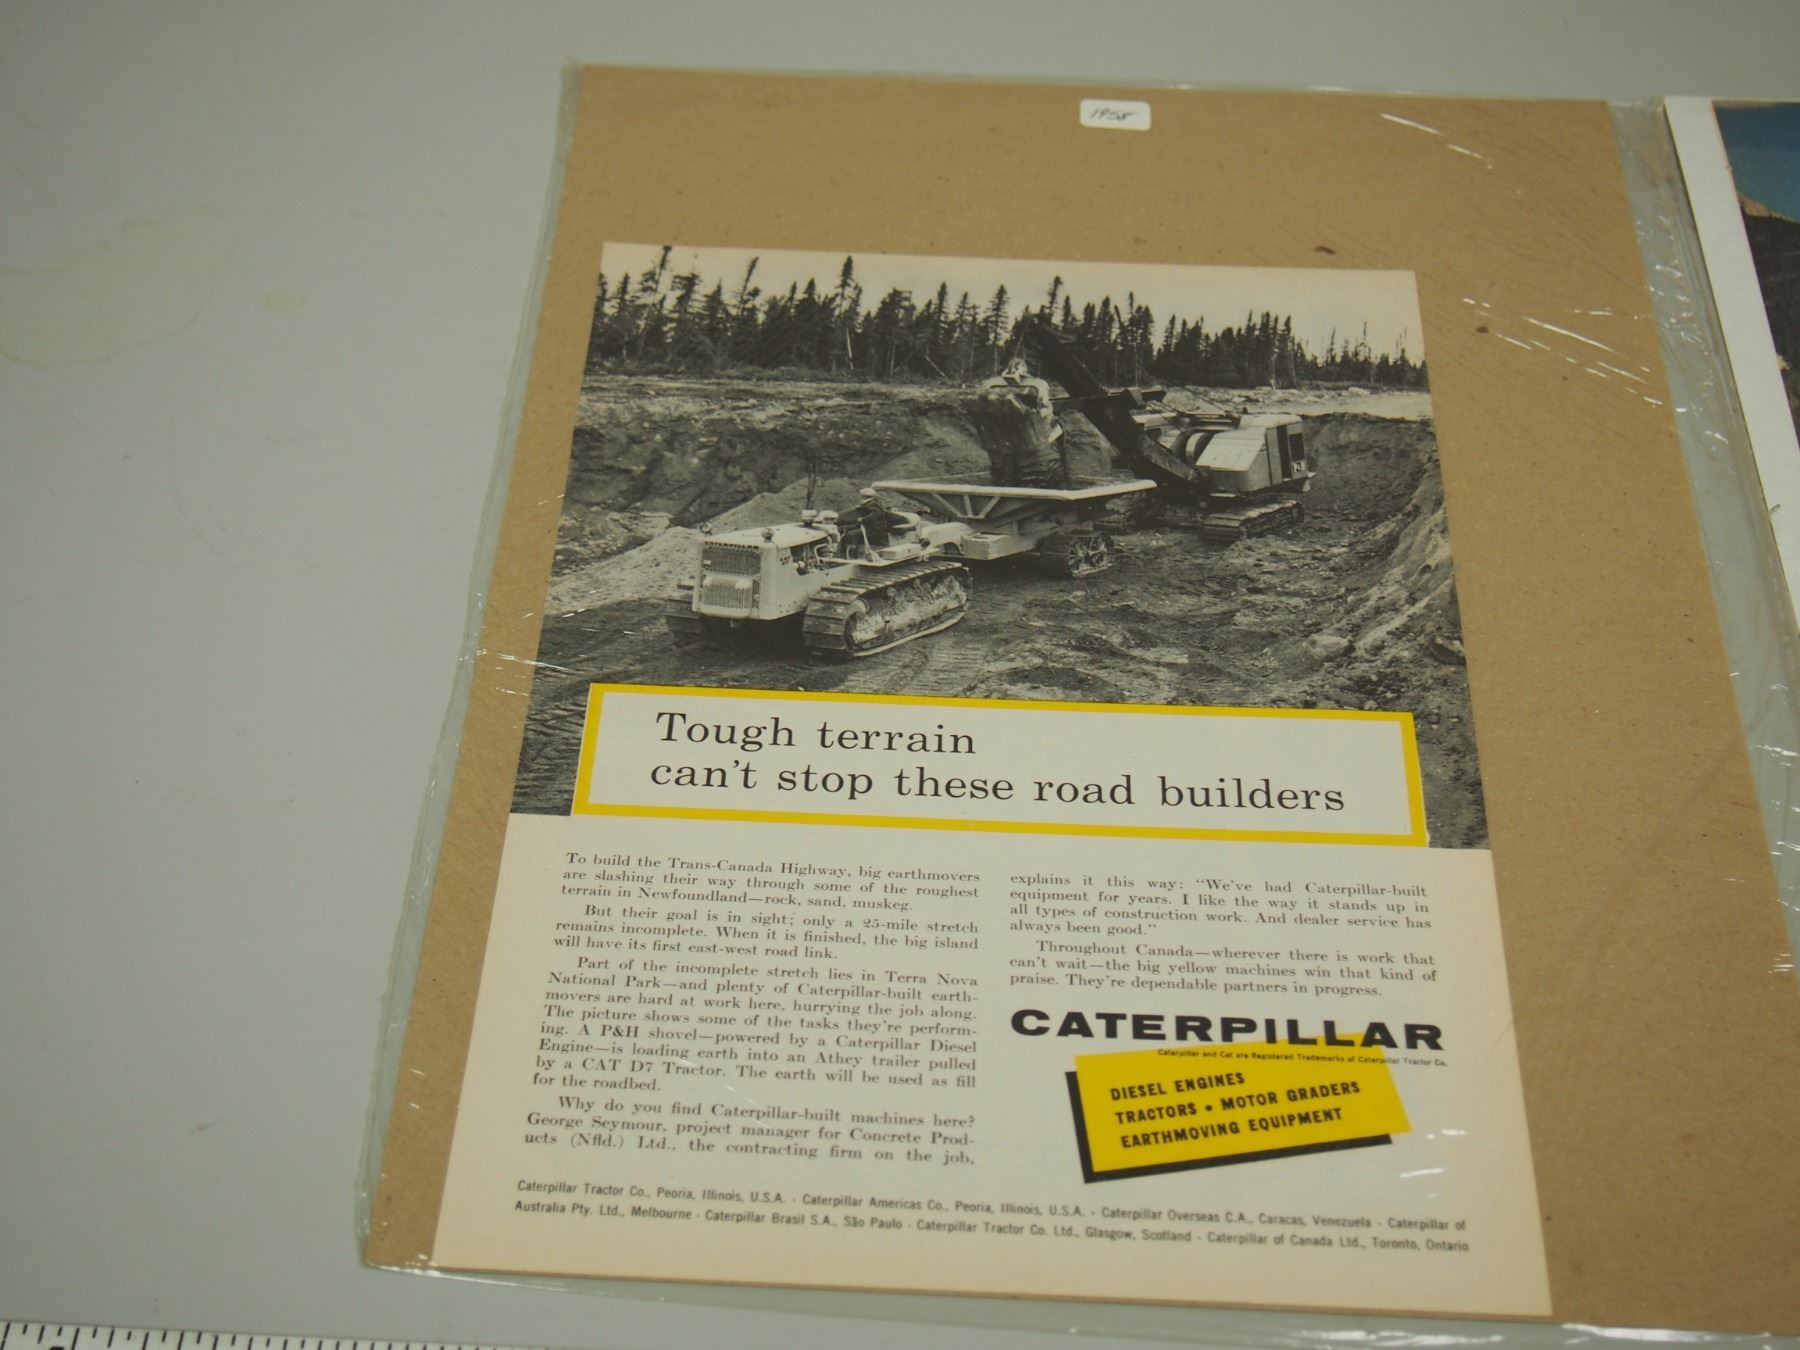 1958
CATERPILLAR
Tough terrain
can't stop these road builders
To build the Trans-Canada Highway, big earthmovers
are slashing their way through some of the roughest
terrain in Newfoundland—rock, sand, muskeg.
But their goal is in sight: only a 25-mile stretch
remains incomplete. When it is finished, the big island
will have its first east-west road link.
Part of the incomplete stretch lies in Terra Nova
National Park—and plenty of Caterpillar-built earth-
movers are hard at work here, hurrying the job along.
The picture shows some of the tasks they're perform-
ing. A P&H shovel—powered by a Caterpillar Diesel
Engine—is loading earth into an Athey trailer pulled
by a CAT D7 Tractor. The earth will be used as fill
for the roadbed.
Why do you find Caterpillar-built machines here?
George Seymour, project manager for Concrete Prod-
ucts (Nfld.) Ltd., the contracting firm on the job,
explains it this way: "We've had Caterpillar-built
equipment for years. I like the way it stands up in
all types of construction work. And dealer service has
always been good."
Throughout Canada—wherever there is work that
can't wait—the big yellow machines win that kind of
praise. They're dependable partners in progress.
CATERPILLAR
Caterpillar and Cat are Registered Trademarks of Caterpillar Tractor Co.
DIESEL ENGINES
TRACTORS • MOTOR GRADERS
EARTHMOVING EQUIPMENT
Caterpillar Tractor Co., Peoria, Illinois, U.S.A. · Caterpillar Americas Co., Peoria, Illinois, U.S.A. · Caterpillar Overseas C.A., Caracas, Venezuela · Caterpillar of
Australia Pty. Ltd., Melbourne · Caterpillar Brasil S.A., São Paulo · Caterpillar Tractor Co. Ltd., Glasgow, Scotland · Caterpillar of Canada Ltd., Toronto, Ontario